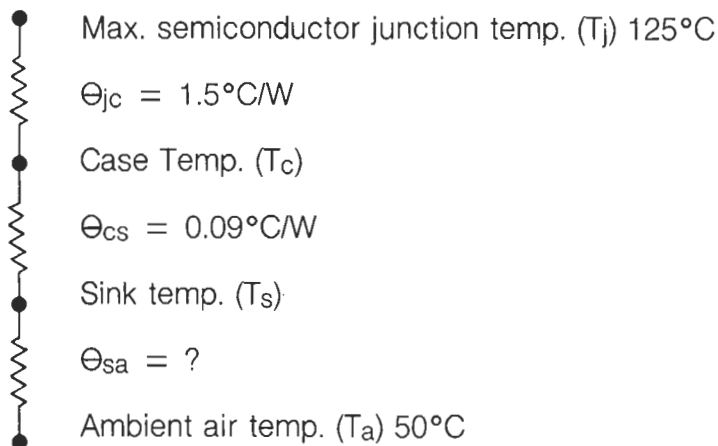 Max. semiconductor junction temp. (Tj) 125°C
Θjc = 1.5°C/W
Case Temp. (Tc)
Θcs = 0.09°C/W
Sink temp. (Ts)
Θsa = ?
Ambient air temp. (Ta) 50°C